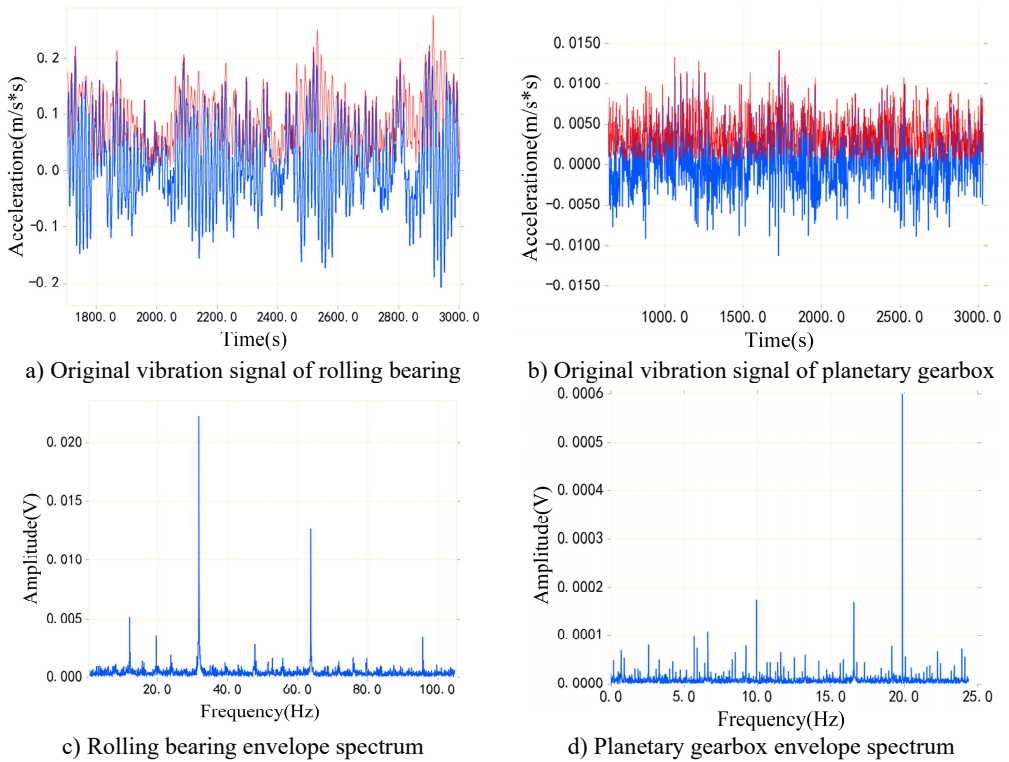 0.2
0.1
0.0
-0.1
-0.2
Acceleratione(m/s*s)
1800.0 2000.0 2200.0 2400.0 2600.0 2800.0 3000.0
Time(s)
a) Original vibration signal of rolling bearing
0.0150
0.0100
0.0050
0.0000
-0.0050
-0.0100
-0.0150
Acceleratione(m/s*s)
1000.0 1500.0 2000.0 2500.0 3000.0
Time(s)
b) Original vibration signal of planetary gearbox
0.020
0.015
0.010
0.005
0.000
Amplitude(V)
20.0 40.0 60.0 80.0 100.0
Frequency(Hz)
c) Rolling bearing envelope spectrum
0.0006
0.0005
0.0004
0.0003
0.0002
0.0001
0.0000
Amplitude(V)
0.0 5.0 10.0 15.0 20.0 25.0
Frequency(Hz)
d) Planetary gearbox envelope spectrum